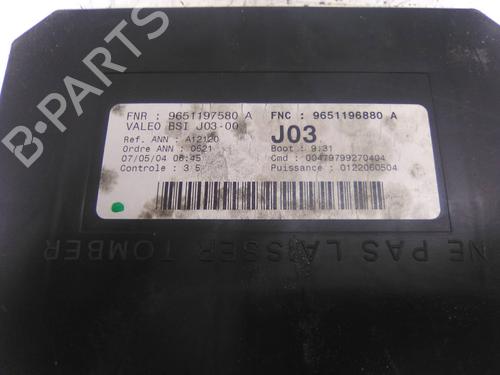 FNR : 9651197580 A FNC : 9651196880 A
VALEO BSI J03-00 J03
Ref. ANN : A12120 Boot : 9.31
Ordre ANN : 0521 Cmd : 00479799270404
07/05/04 06:45 Puissance : 0122060504
Controle : 3 5
NE PAS LAISSER TOMBER
B-PARTS